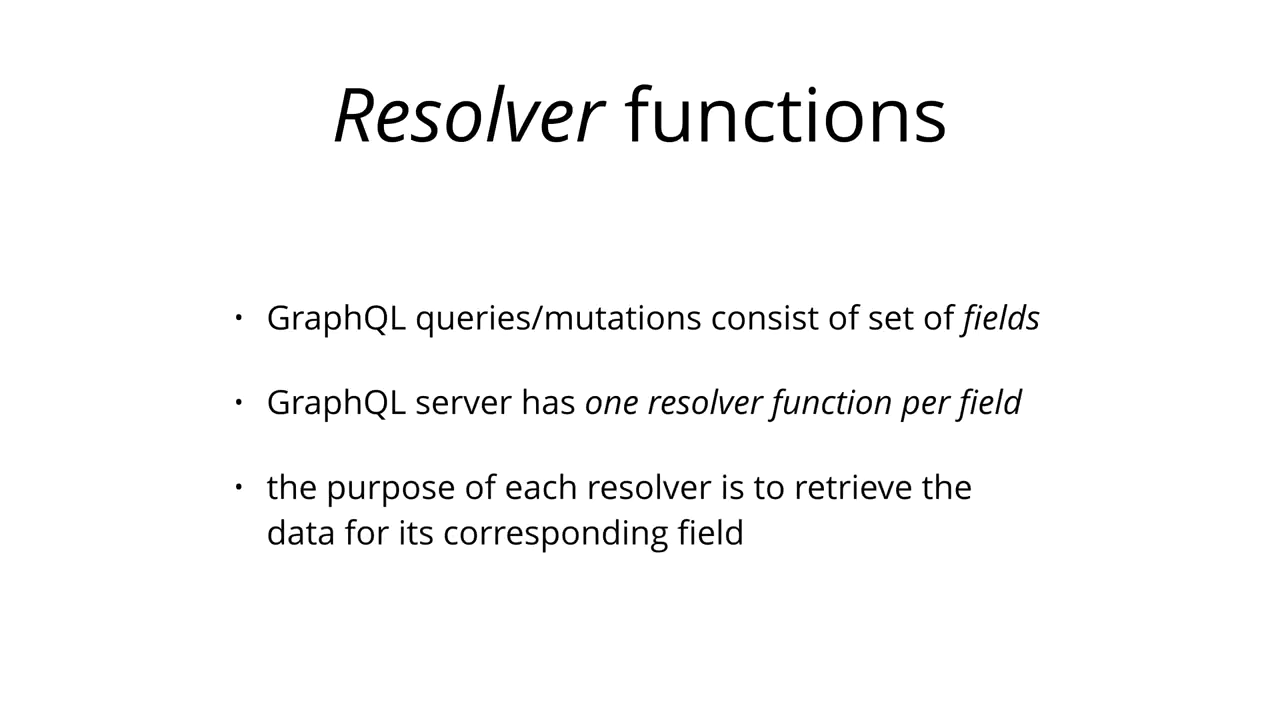 Resolver functions
• GraphQL queries/mutations consist of set of fields
• GraphQL server has one resolver function per field
• the purpose of each resolver is to retrieve the
data for its corresponding field